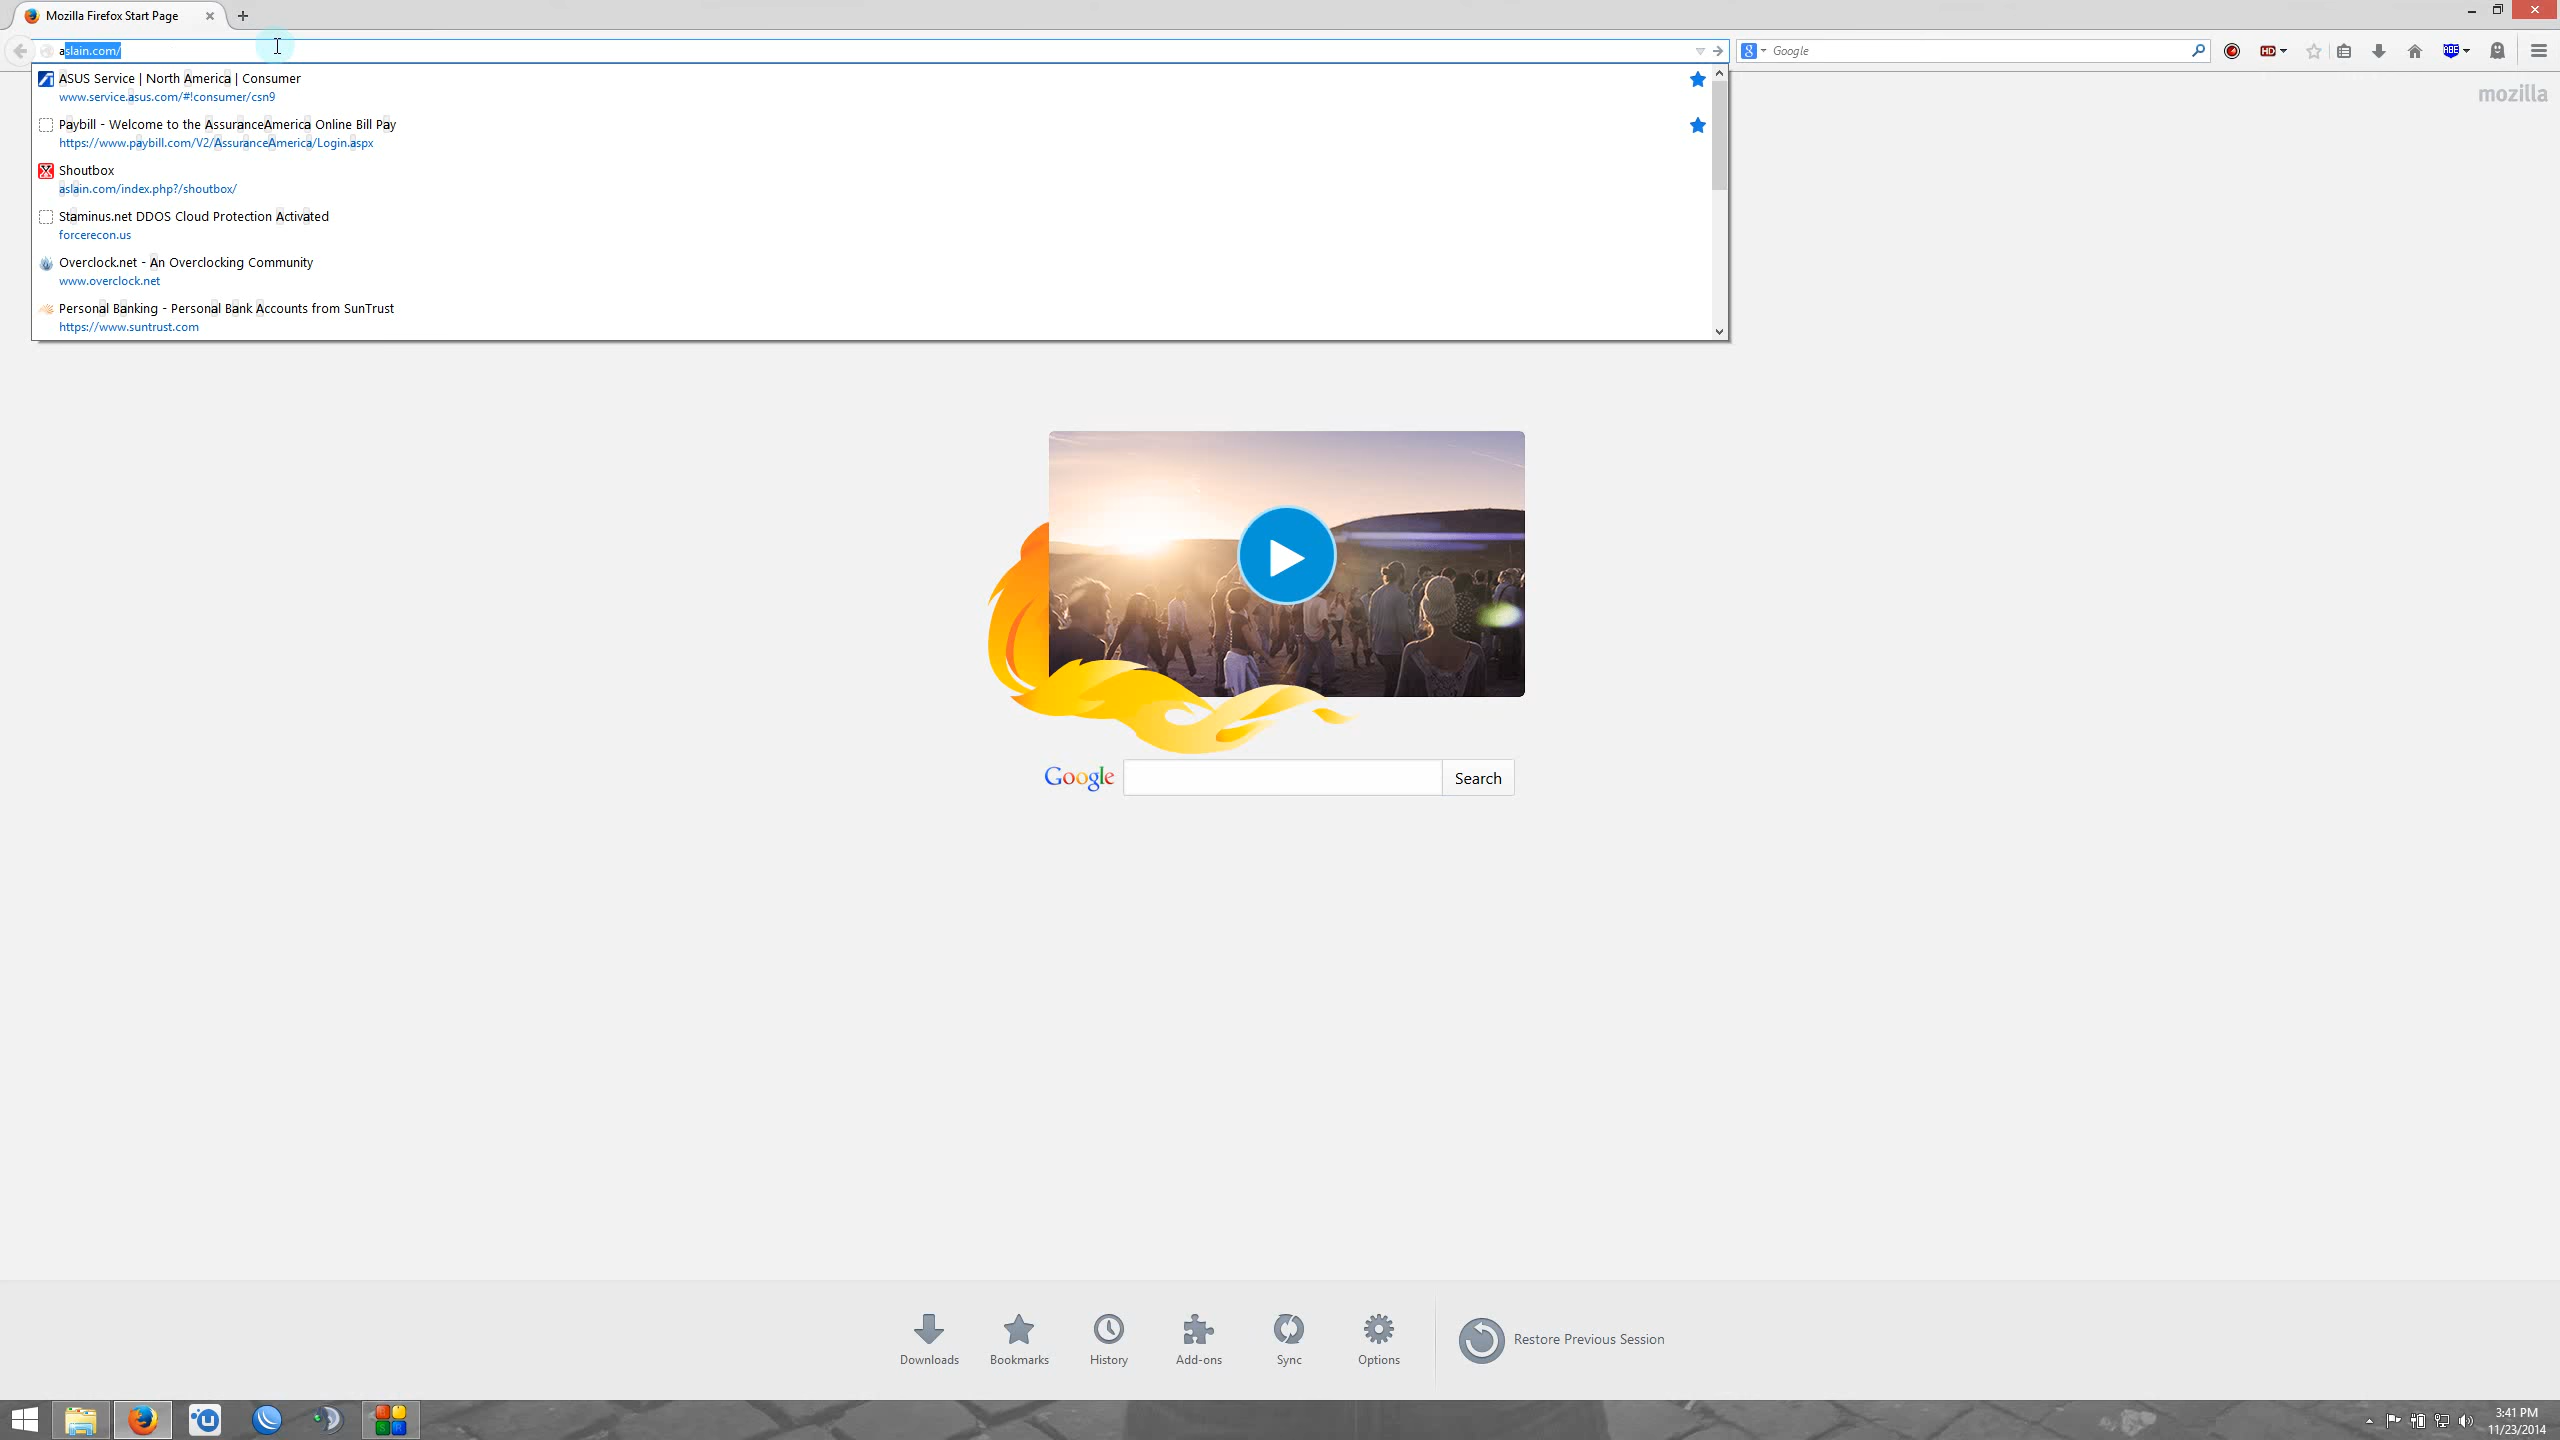 Mozilla Firefox Start Page
aslain.com/
Google
HD
ABE
ASUS Service | North America | Consumer
www.service.asus.com/#!consumer/csn9
Paybill - Welcome to the AssuranceAmerica Online Bill Pay
https://www.paybill.com/V2/AssuranceAmerica/Login.aspx
Shoutbox
aslain.com/index.php?/shoutbox/
Staminus.net DDOS Cloud Protection Activated
forcerecon.us
Overclock.net - An Overclocking Community
www.overclock.net
Personal Banking - Personal Bank Accounts from SunTrust
https://www.suntrust.com
mozilla
Google
Search
Downloads
Bookmarks
History
Add-ons
Sync
Options
Restore Previous Session
3:41 PM
11/23/2014